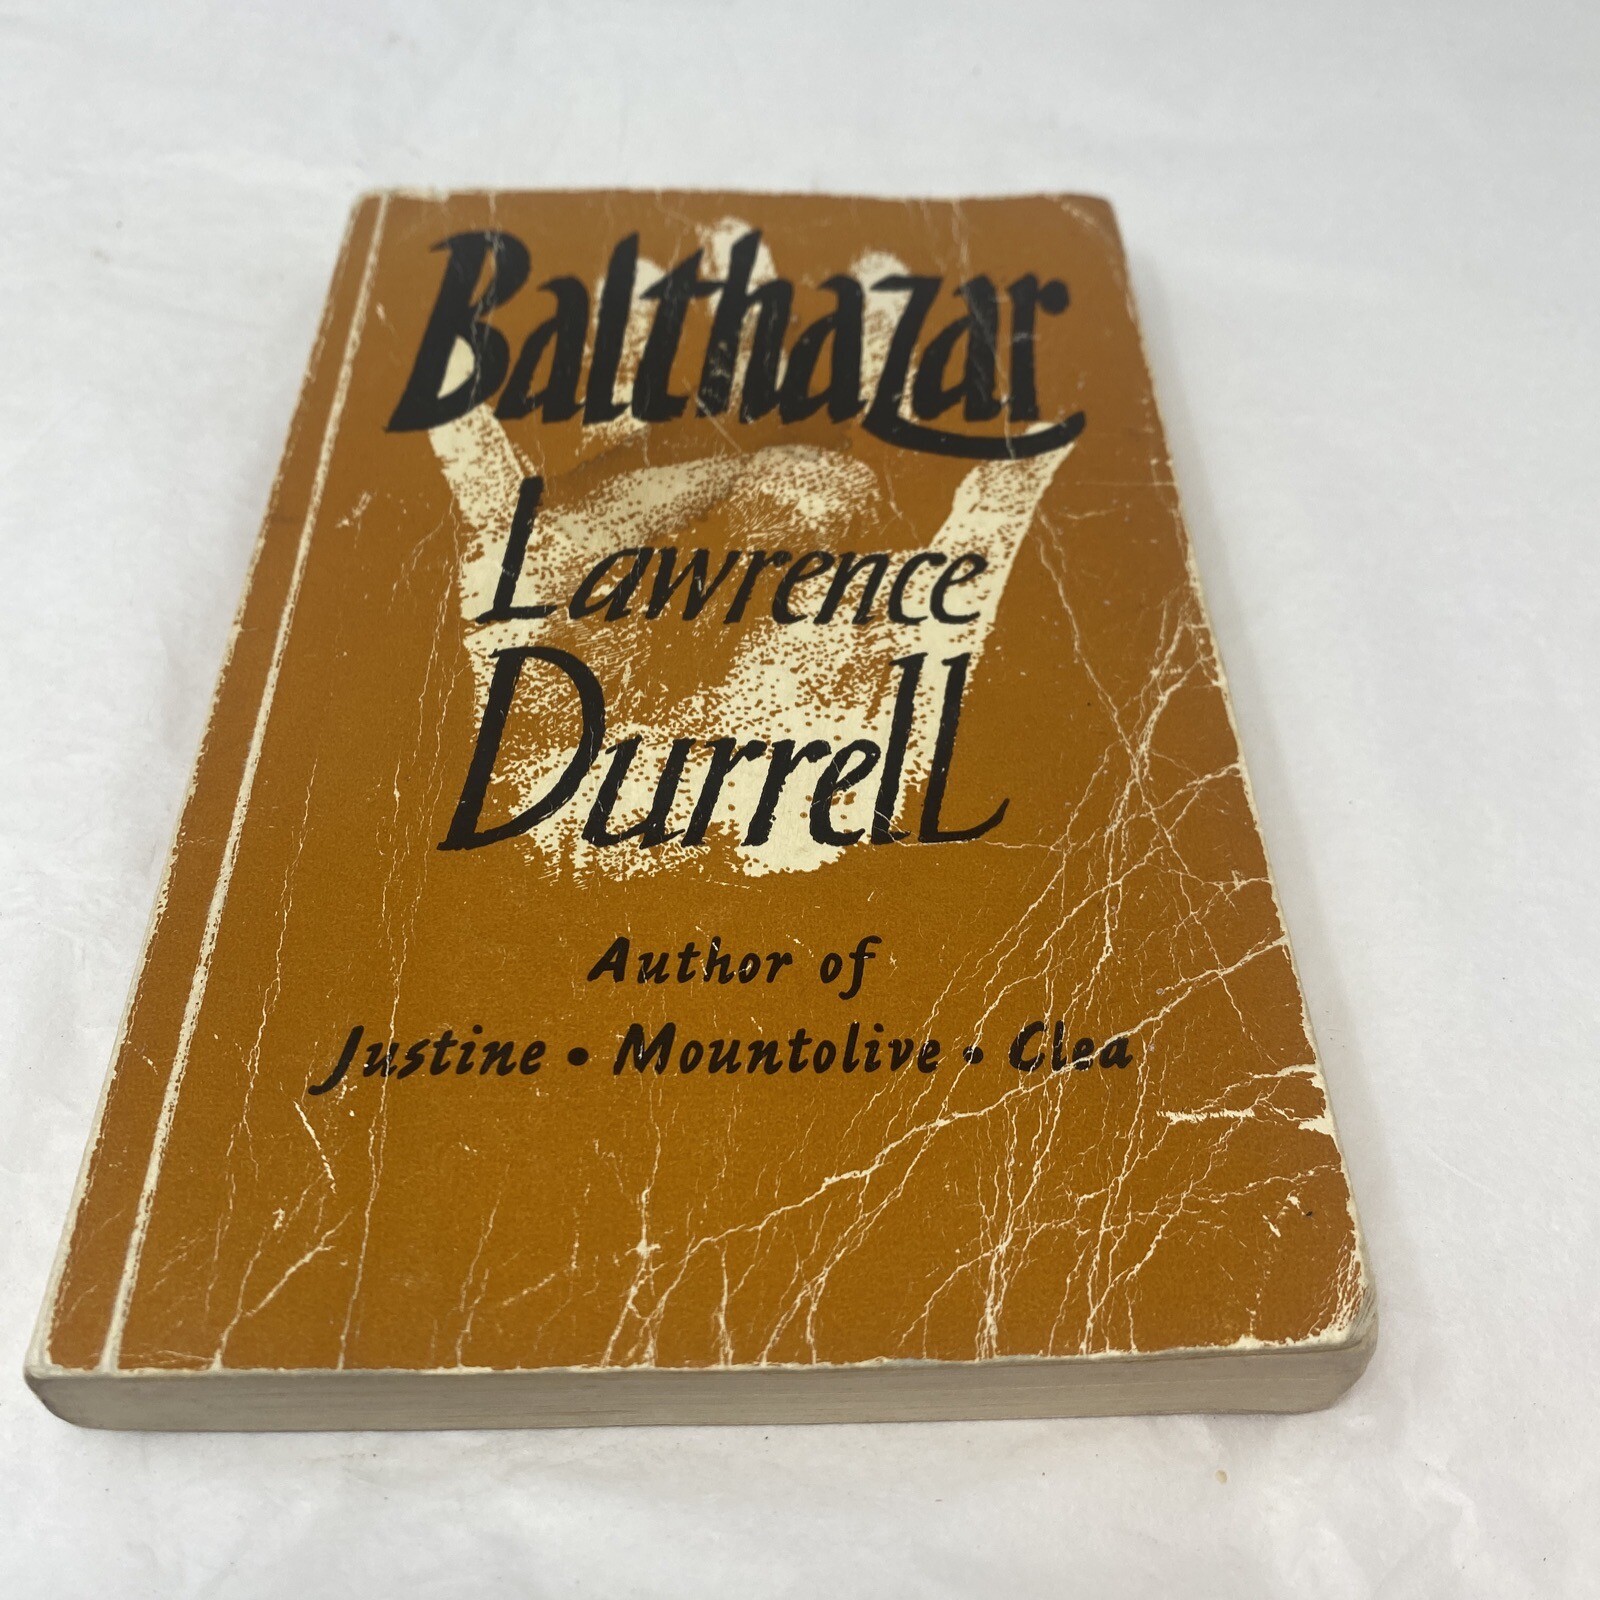 Balthazar
Lawrence
Durrell
Author of
Justine • Mountolive • Clea